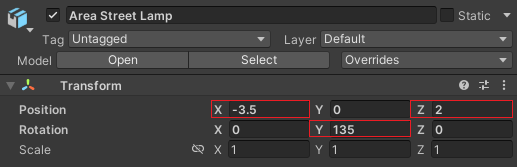 Area Street Lamp Static
Tag Untagged Layer Default
Model Open Select Overrides
Transform
Position X -3.5 Y 0 Z 2
Rotation X 0 Y 135 Z 0
Scale X 1 Y 1 Z 1